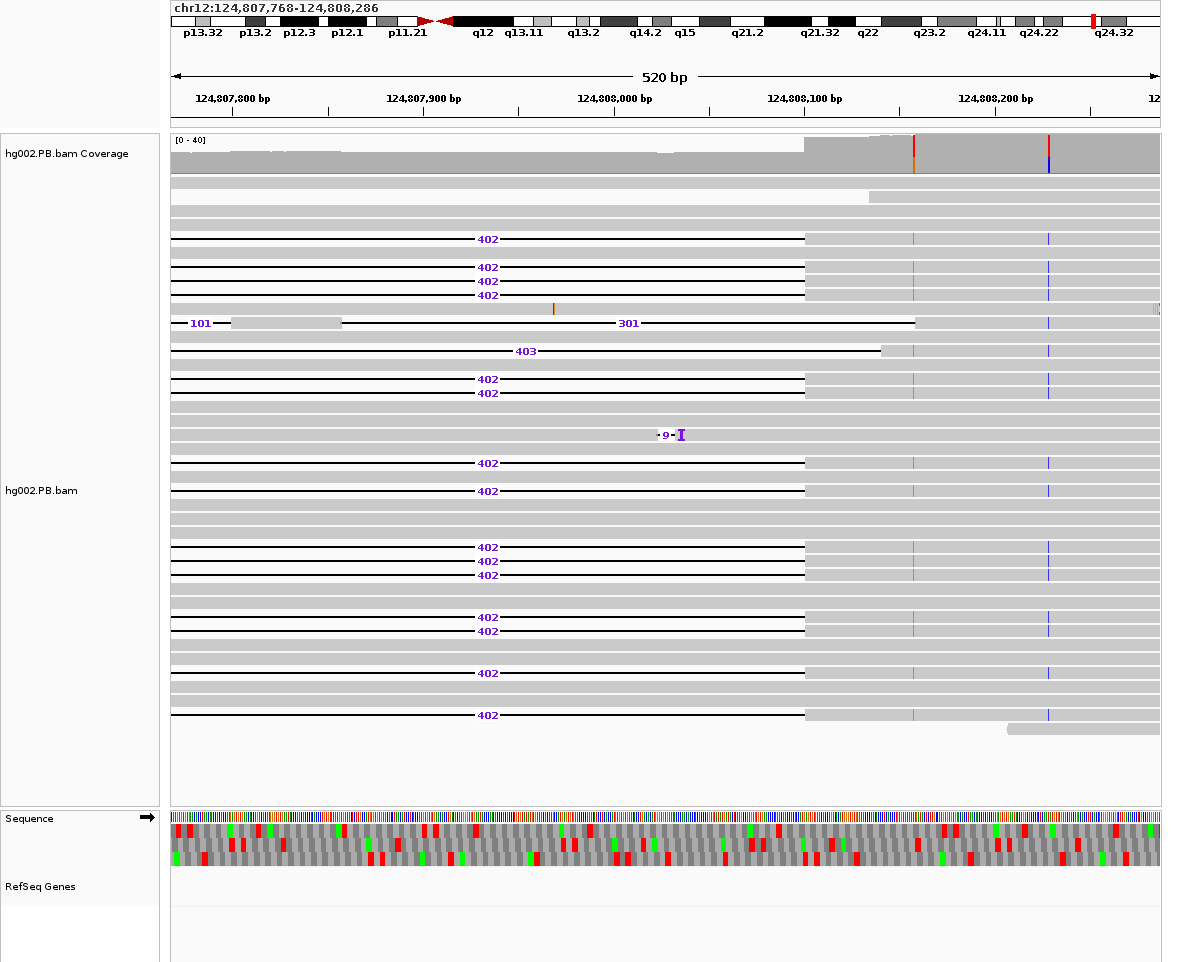 chr12:124,807,768-124,808,286
p13.32 p13.2 p12.3 p12.1 p11.21 q12 q13.11 q13.2 q14.2 q15 q21.2 q21.32 q22 q23.2 q24.11 q24.22 q24.32
520 bp
124,807,800 bp 124,807,900 bp 124,808,000 bp 124,808,100 bp 124,808,200 bp 12
[0 - 40]
hg002.PB.bam Coverage
402
402
402
402
101 301
403
402
402
9
402
hg002.PB.bam
402
402
402
402
402
402
402
402
Sequence
RefSeq Genes